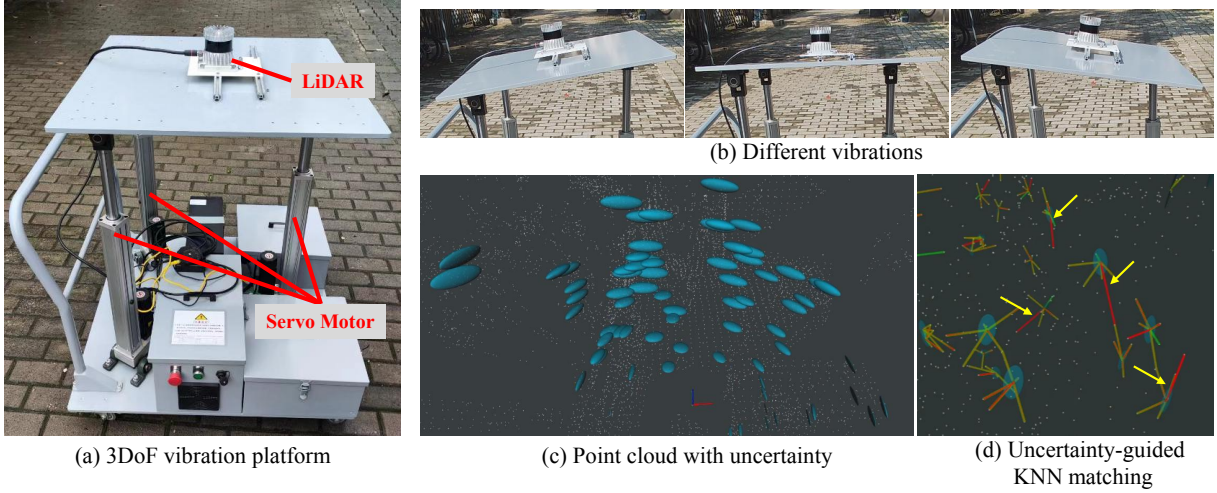 LiDAR
Servo Motor
(a) 3DoF vibration platform
(b) Different vibrations
(c) Point cloud with uncertainty
(d) Uncertainty-guided
KNN matching